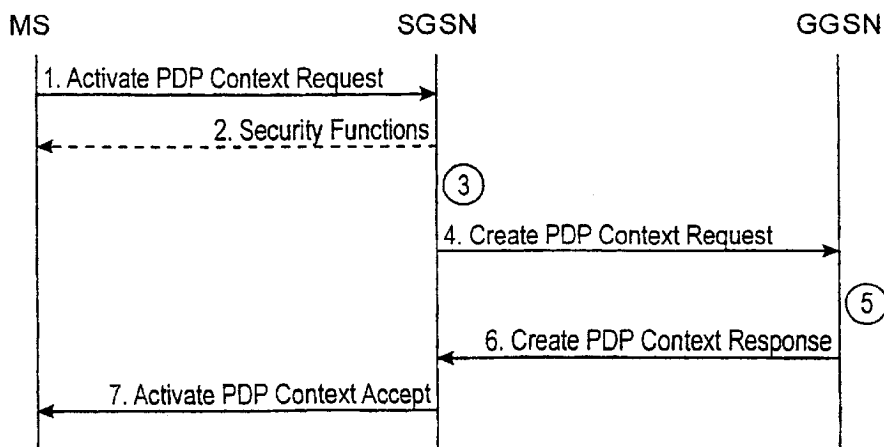 MS
SGSN
GGSN
1. Activate PDP Context Request
2. Security Functions
3
4. Create PDP Context Request
5
6. Create PDP Context Response
7. Activate PDP Context Accept